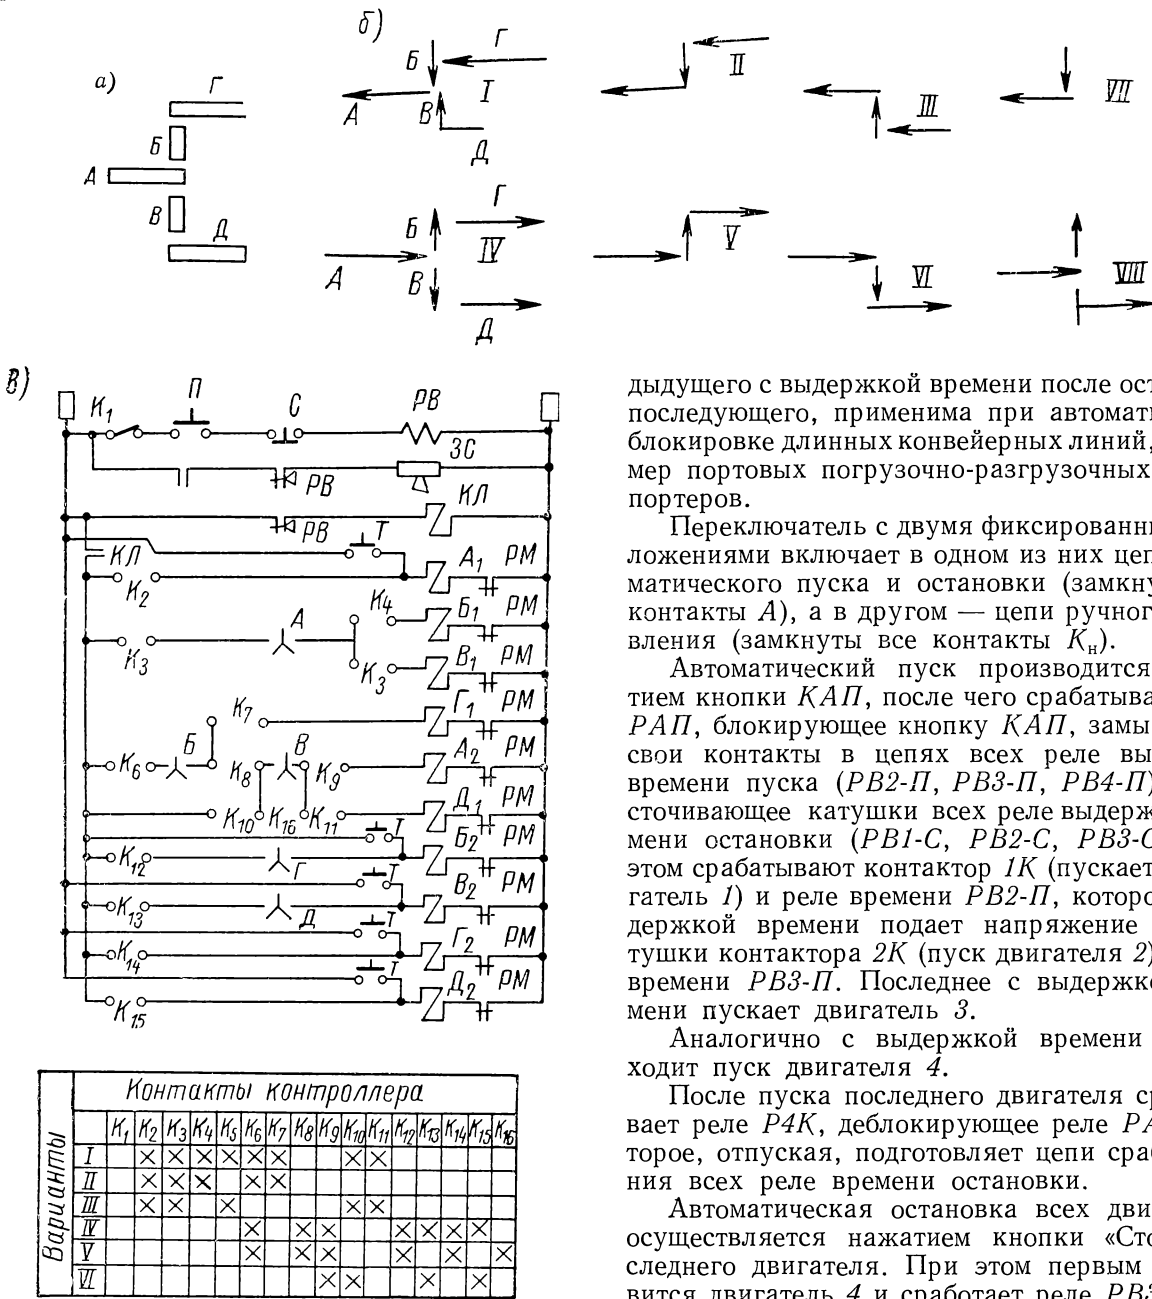 а)
Г
Б
А
В
Д
б)
Б Г
А В I
Д
II
III
VII
Г
Б IV
А В
Д
V
VI
VIII
в)
К1 П С РВ
ЗС
РВ
КЛ
РВ Т
КЛ А1 РМ
К2
К4 Б1 РМ
А
К3 В1 РМ
К3
К7 Г1 РМ
Б В А2 РМ
К6 К8 К9
Д1 РМ
К10 К16 К11 Т
Б2 РМ
К12 Г Т
В2 РМ
К13 Д Т
Г2 РМ
К14 Т
Д2 РМ
К15
Контакты контроллера
Варианты
К1 К2 К3 К4 К5 К6 К7 К8 К9 К10 К11 К12 К13 К14 К15 К16
I × × × × × × × ×
II × × × × ×
III × × × × ×
IV × × × × × × ×
V × × × × × ×
VI × × × ×
дыдущего с выдержкой времени после ост
последующего, применима при автомати
блокировке длинных конвейерных линий,
мер портовых погрузочно-разгрузочных
портеров.
Переключатель с двумя фиксированны
ложениями включает в одном из них цеп
матического пуска и остановки (замкну
контакты А), а в другом — цепи ручног
вления (замкнуты все контакты Кн).
Автоматический пуск производится
тием кнопки КАП, после чего срабатыва
РАП, блокирующее кнопку КАП, замы
свои контакты в цепях всех реле вы
времени пуска (РВ2-П, РВ3-П, РВ4-П)
сточивающее катушки всех реле выдерж
мени остановки (РВ1-С, РВ2-С, РВ3-С
этом срабатывают контактор 1К (пускает
гатель 1) и реле времени РВ2-П, которо
держкой времени подает напряжение
тушки контактора 2К (пуск двигателя 2)
времени РВ3-П. Последнее с выдержк
мени пускает двигатель 3.
Аналогично с выдержкой времени
ходит пуск двигателя 4.
После пуска последнего двигателя ср
вает реле Р4К, деблокирующее реле РА
торое, отпуская, подготовляет цепи сраб
ния всех реле времени остановки.
Автоматическая остановка всех дви
осуществляется нажатием кнопки «Сто
следнего двигателя. При этом первым
вится двигатель 4 и сработает реле РВ3